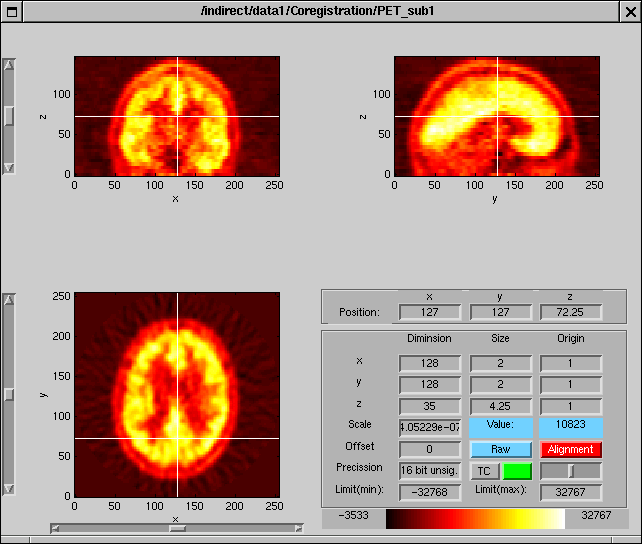 /indirect/data1/Coregistration/PET_sub1
z
100
50
0
0 50 100 150 200 250
x
z
100
50
0
0 50 100 150 200 250
y
y
250
200
150
100
50
0
0 50 100 150 200 250
x
x y z
Position: 127 127 72.25
Diminsion Size Origin
x 128 2 1
y 128 2 1
z 35 4.25 1
Scale 4.05229e-07 Value: 10823
Offset 0 Raw Alignment
Precission 16 bit unsig. TC
Limit(min): -32768 Limit(max): 32767
-3533 32767